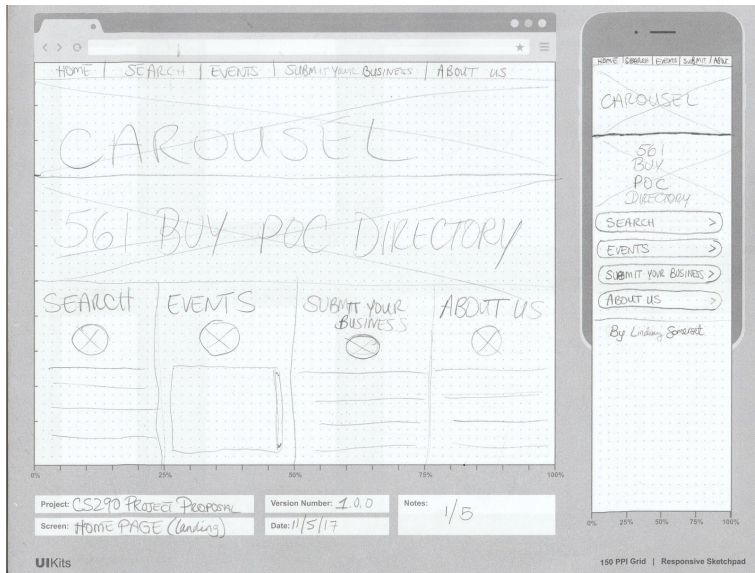 HOME | SEARCH | EVENTS | SUBMIT YOUR BUSINESS | ABOUT US
CAROUSEL
561 BUY POC DIRECTORY
SEARCH
EVENTS
SUBMIT YOUR
BUSINESS
ABOUT US
0% 25% 50% 75% 100%
HOME | SEARCH | EVENTS | SUBMIT | ABOUT
CAROUSEL
561
BUY
POC
DIRECTORY
SEARCH >
EVENTS >
SUBMIT YOUR BUSINESS >
ABOUT US >
By Lindsay Somerset
0% 25% 50% 75% 100%
Project: CS290 PROJECT PROPOSAL
Version Number: 1.0.0
Notes: 1/5
Screen: HOME PAGE (landing)
Date: 11/5/17
UIKits
150 PPI Grid | Responsive Sketchpad